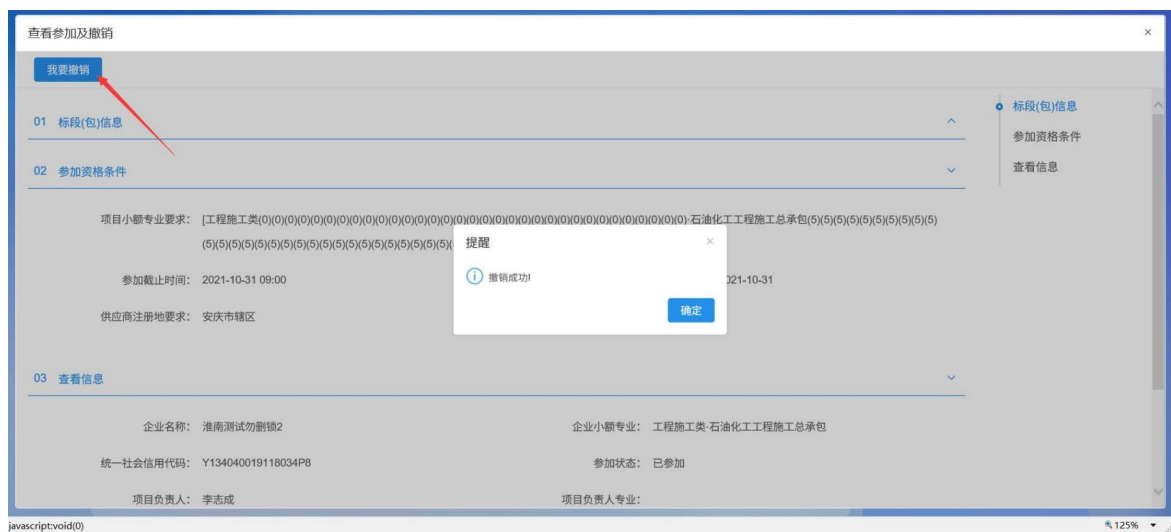 查看参加及撤销
×
我要撤销
01 标段(包)信息
02 参加资格条件
项目小额专业要求: [工程施工类(0)(0)(0)(0)(0)(0)(0)(0)(0)(0)(0)(0)(0)(0)(0)(0)(0)(0)(0)(0)(0)(0)(0)(0)(0)(0)(0)(0)(0)(0)(0)(0)(0)·石油化工工程施工总承包(5)(5)(5)(5)(5)(5)(5)(5)(5)(5)
(5)(5)(5)(5)(5)(5)(5)(5)(5)(5)(5)(5)(5)(5)(5)(5)(5)(5)(5)(
参加截止时间: 2021-10-31 09:00
021-10-31
供应商注册地要求: 安庆市辖区
提醒
×
撤销成功!
确定
03 查看信息
企业名称: 淮南测试勿删锁2 企业小额专业: 工程施工类·石油化工工程施工总承包
统一社会信用代码: Y134040019118034P8 参加状态: 已参加
项目负责人: 李志成 项目负责人专业:
标段(包)信息
参加资格条件
查看信息
javascript:void(0)
125%